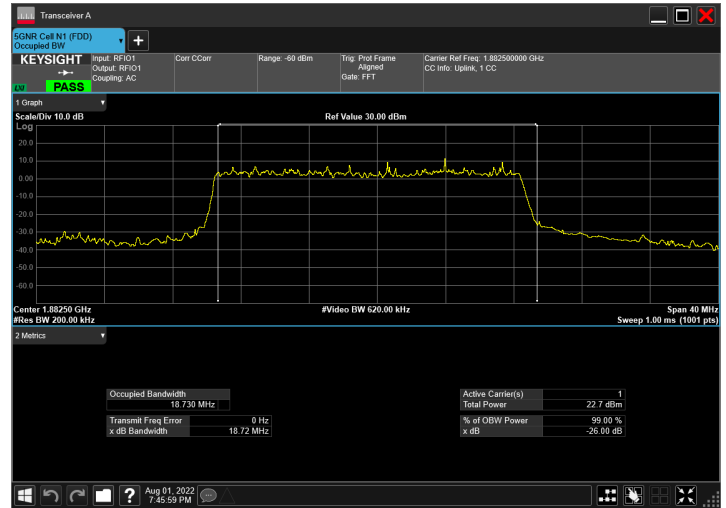 Transceiver A
5GNR Cell N1 (FDD)
Occupied BW
KEYSIGHT
PASS
Input: RFIO1
Output: RFIO1
Coupling: AC
Corr CCorr
Range: -60 dBm
Trig: Prot Frame
Aligned
Gate: FFT
Carrier Ref Freq: 1.882500000 GHz
CC Info: Uplink, 1 CC
1 Graph
Scale/Div 10.0 dB
Ref Value 30.00 dBm
Log
20.0
10.0
0.00
-10.0
-20.0
-30.0
-40.0
-50.0
-60.0
Center 1.88250 GHz
#Video BW 620.00 kHz
Span 40 MHz
#Res BW 200.00 kHz
Sweep 1.00 ms (1001 pts)
2 Metrics
Occupied Bandwidth
18.730 MHz
Transmit Freq Error 0 Hz
x dB Bandwidth 18.72 MHz
Active Carrier(s) 1
Total Power 22.7 dBm
% of OBW Power 99.00 %
x dB -26.00 dB
Aug 01, 2022
7:45:59 PM